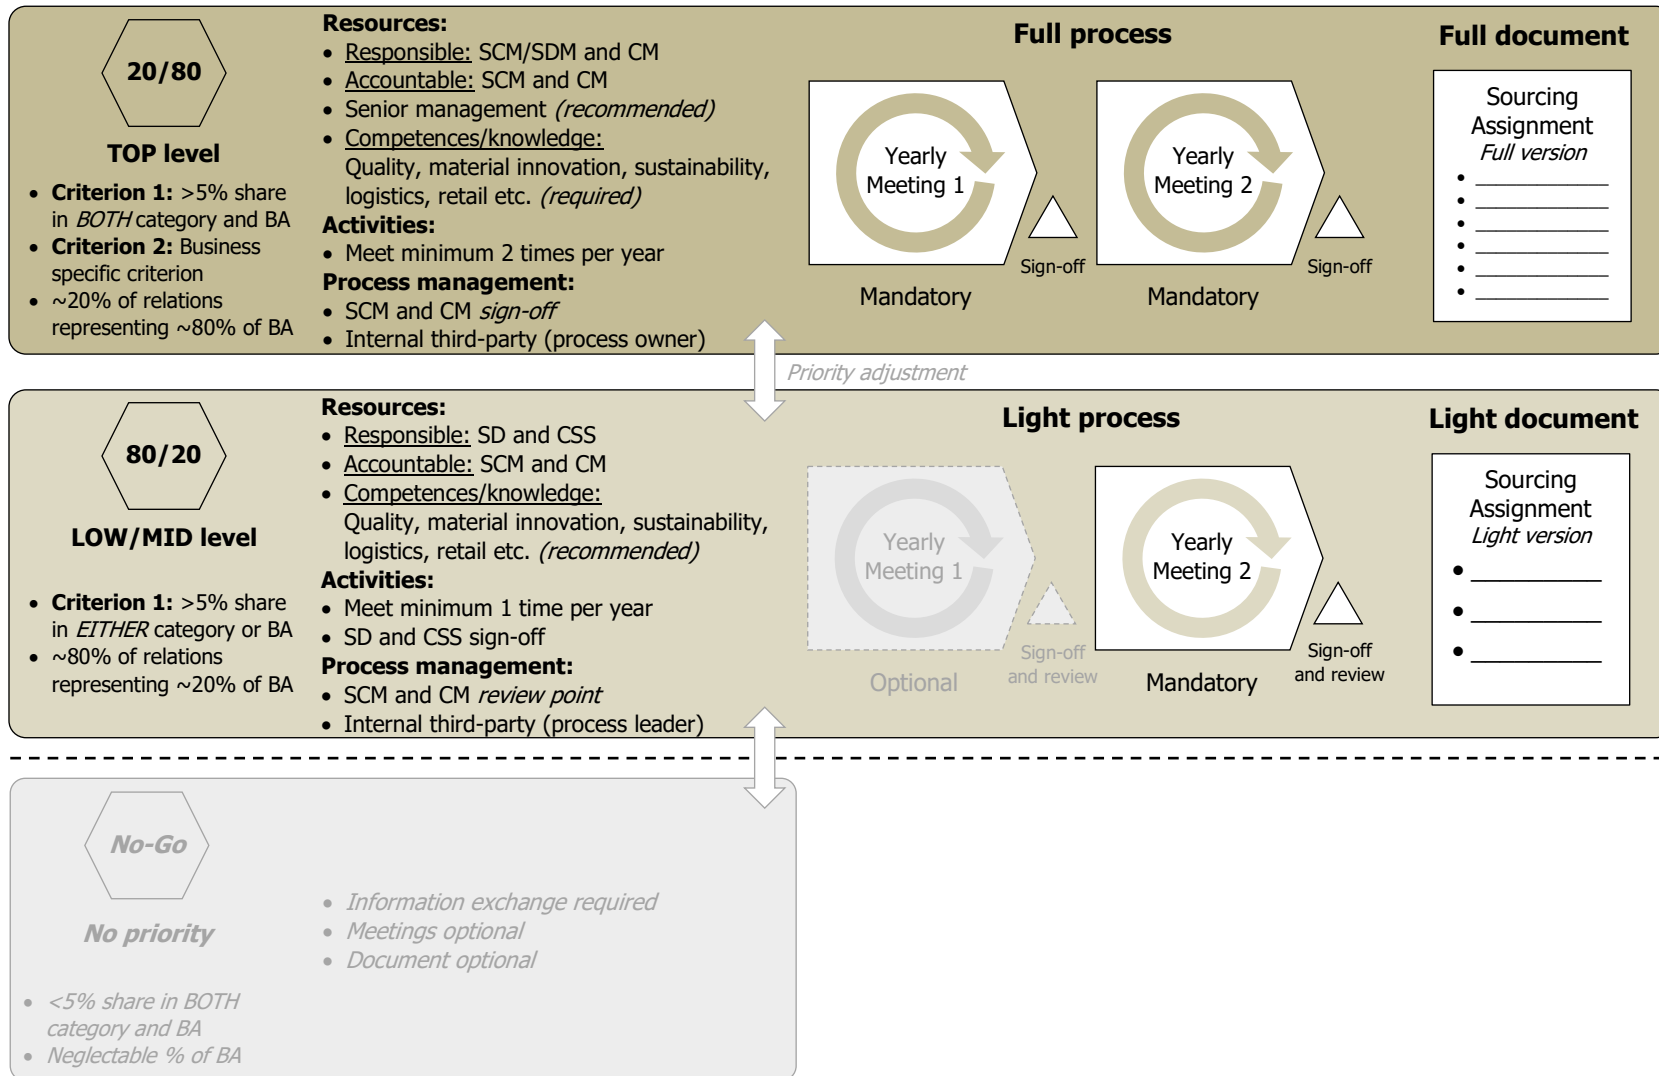 20/80
TOP level
• Criterion 1: >5% share
in BOTH category and BA
• Criterion 2: Business
specific criterion
• ~20% of relations
representing ~80% of BA
Resources:
• Responsible: SCM/SDM and CM
• Accountable: SCM and CM
• Senior management (recommended)
• Competences/knowledge:
Quality, material innovation, sustainability,
logistics, retail etc. (required)
Activities:
• Meet minimum 2 times per year
Process management:
• SCM and CM sign-off
• Internal third-party (process owner)
Full process
Yearly
Meeting 1
Sign-off
Mandatory
Yearly
Meeting 2
Sign-off
Mandatory
Full document
Sourcing
Assignment
Full version
• ____________
• ____________
• ____________
• ____________
• ____________
• ____________
Priority adjustment
80/20
LOW/MID level
• Criterion 1: >5% share
in EITHER category or BA
• ~80% of relations
representing ~20% of BA
Resources:
• Responsible: SD and CSS
• Accountable: SCM and CM
• Competences/knowledge:
Quality, material innovation, sustainability,
logistics, retail etc. (recommended)
Activities:
• Meet minimum 1 time per year
• SD and CSS sign-off
Process management:
• SCM and CM review point
• Internal third-party (process leader)
Light process
Yearly
Meeting 1
Sign-off
and review
Optional
Yearly
Meeting 2
Sign-off
and review
Mandatory
Light document
Sourcing
Assignment
Light version
• _________
• _________
• _________
No-Go
No priority
• <5% share in BOTH
category and BA
• Neglectable % of BA
• Information exchange required
• Meetings optional
• Document optional